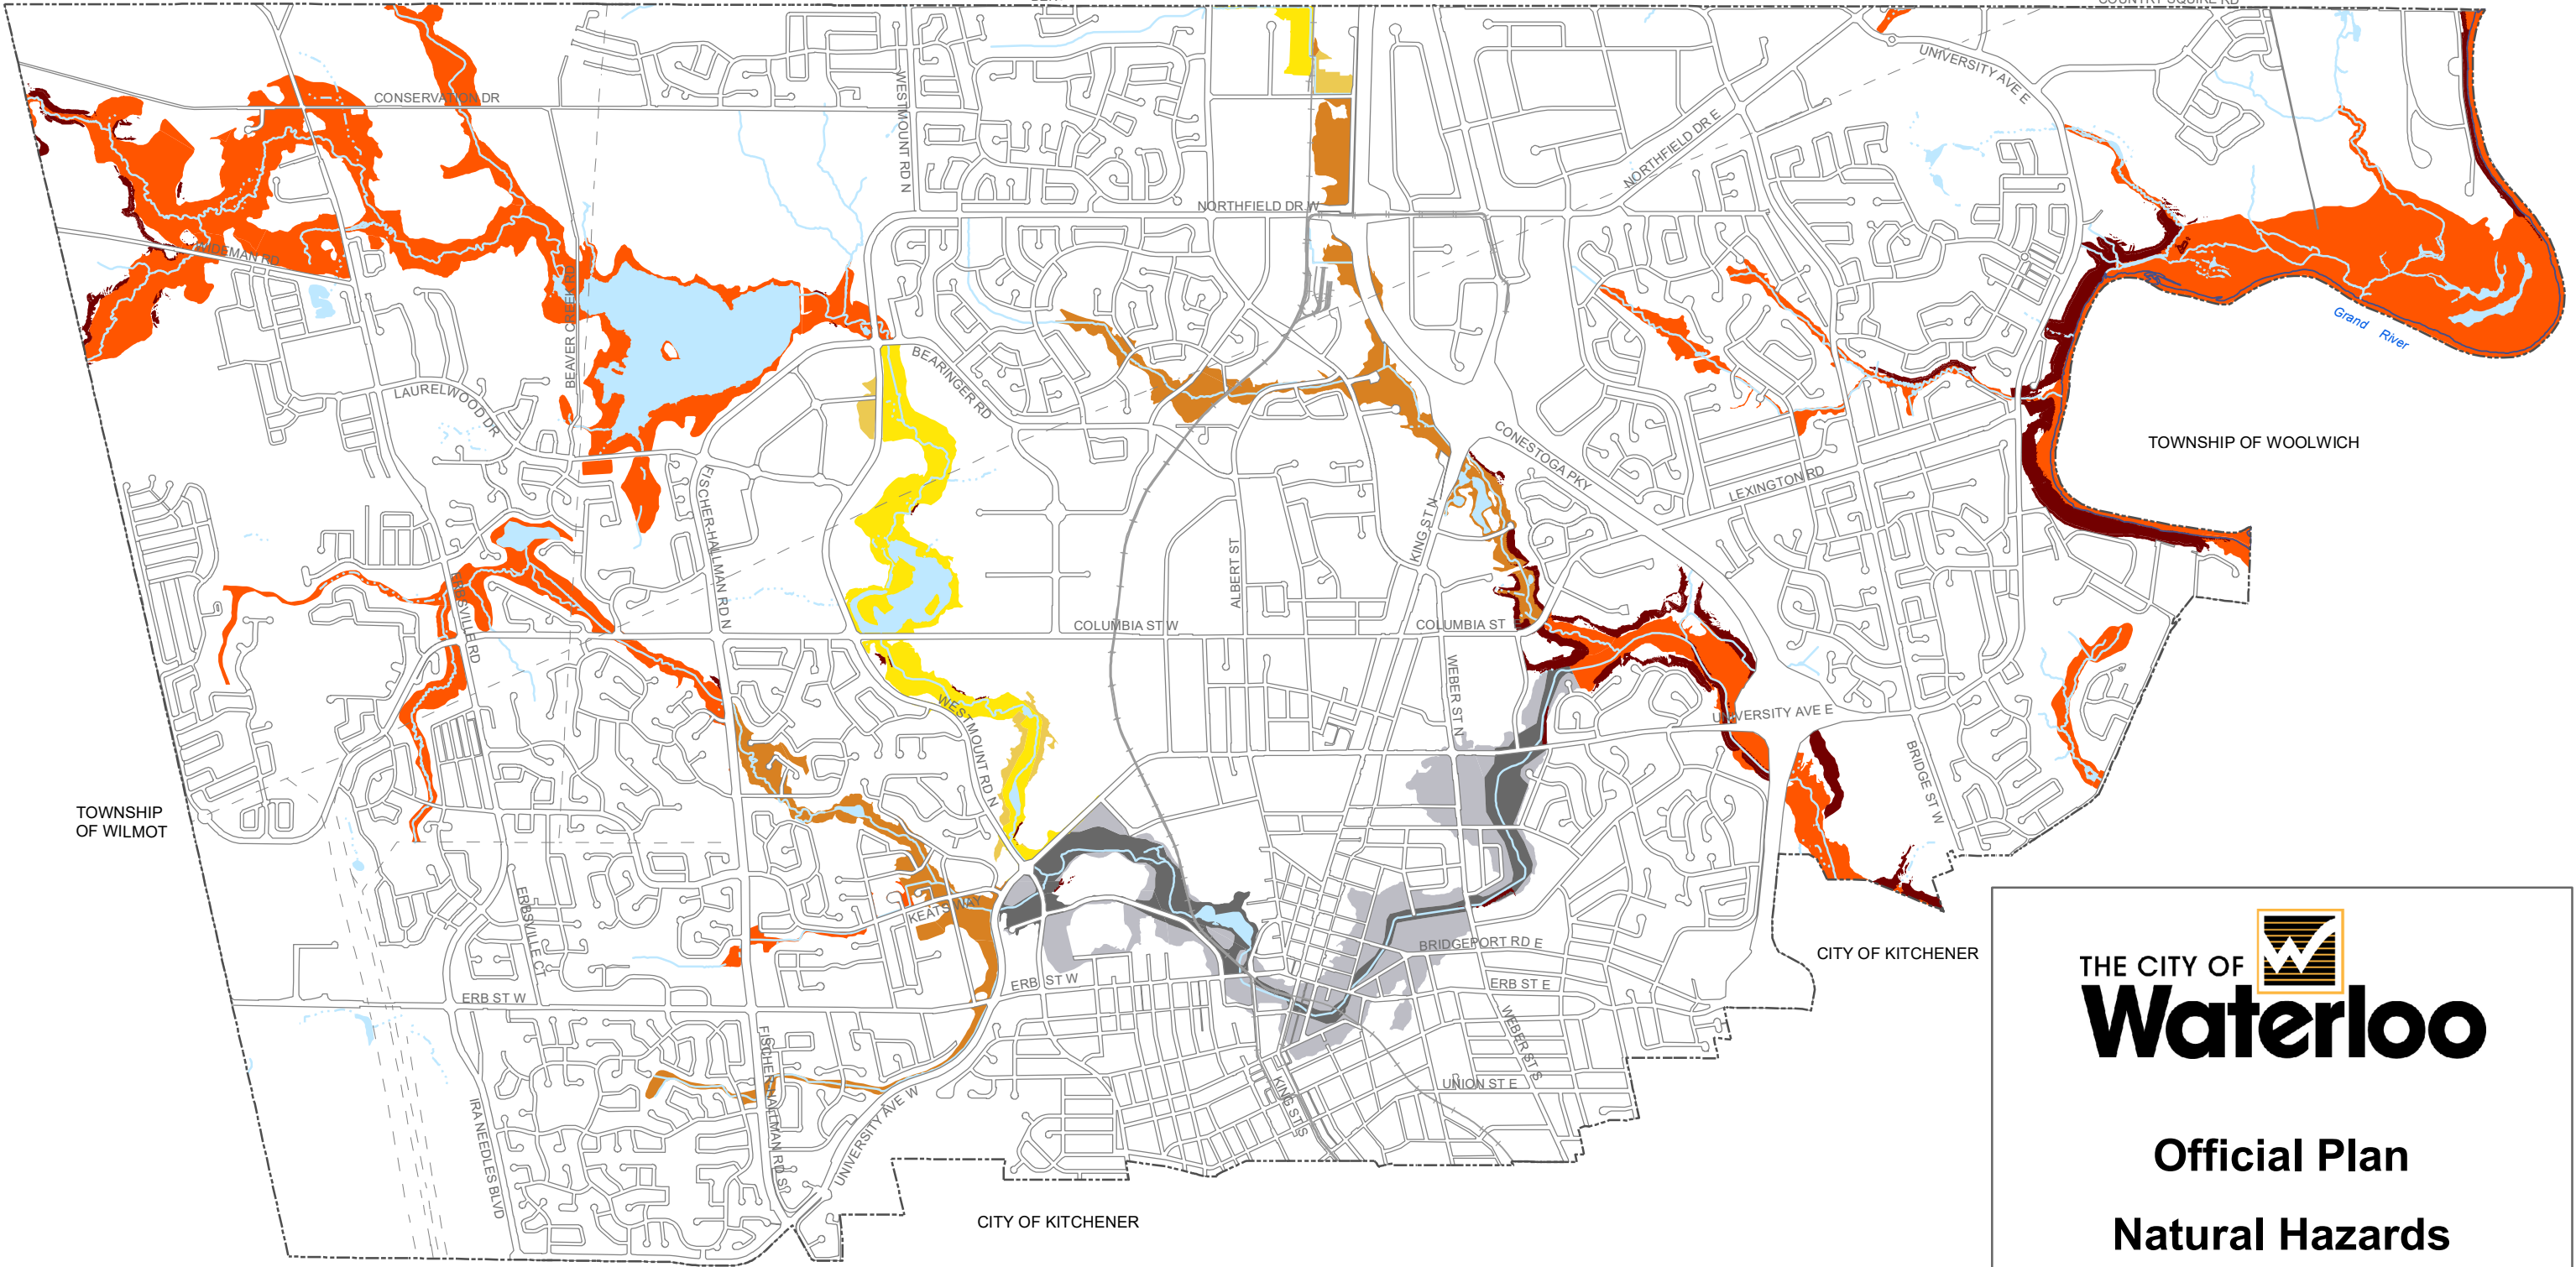 COUNTRY SQUIRE RD
UNIVERSITY AVE E
CONSERVATION DR
WESTMOUNT RD N
NORTHFIELD DR E
NORTHFIELD DR W
WIDEMAN RD
BEAVER CREEK RD
Grand River
BEARINGER RD
LAURELWOOD DR
CONESTOGA PKY
TOWNSHIP OF WOOLWICH
LEXINGTON RD
FISCHER-HALLMAN RD N
KING ST N
ALBERT ST
ERBSVILLE RD
COLUMBIA ST W
COLUMBIA ST E
WEBER ST N
WESTMOUNT RD N
UNIVERSITY AVE E
BRIDGE ST W
TOWNSHIP
OF WILMOT
ERBSVILLE CT
KEATS WAY
BRIDGEPORT RD E
CITY OF KITCHENER
ERB ST W
ERB ST W
ERB ST E
WEBER ST S
FISCHER-HALLMAN RD S
UNION ST E
KING ST S
IRA NEEDLES BLVD
UNIVERSITY AVE W
CITY OF KITCHENER
THE CITY OF
Waterloo
Official Plan
Natural Hazards